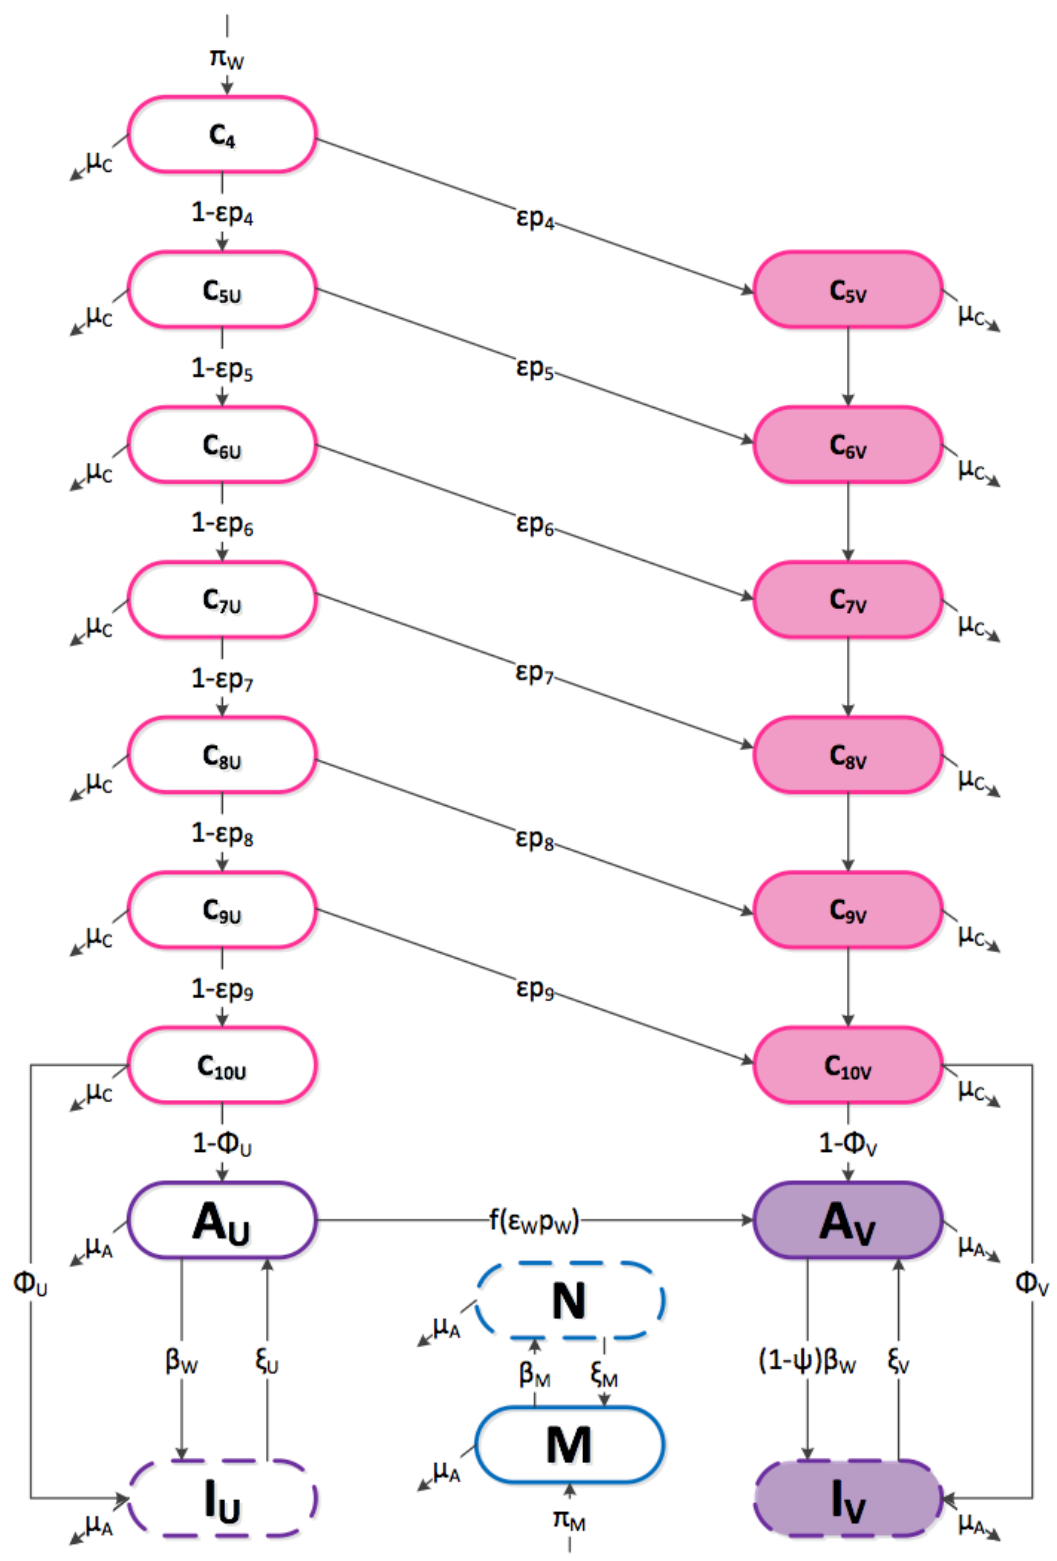 πW
C4
μC
εp4
1-εp4
C5U
C5V
μC
μC
εp5
1-εp5
C6U
C6V
μC
μC
εp6
1-εp6
C7U
C7V
μC
μC
εp7
1-εp7
C8U
C8V
μC
μC
εp8
1-εp8
C9U
C9V
μC
μC
εp9
1-εp9
C10U
C10V
μC
μC
1-ΦU
1-ΦV
AU
f(εWpW)
AV
μA
μA
ΦU
N
ΦV
μA
βW
ξU
βM
ξM
(1-ψ)βW
ξV
M
μA
IU
IV
μA
πM
μA